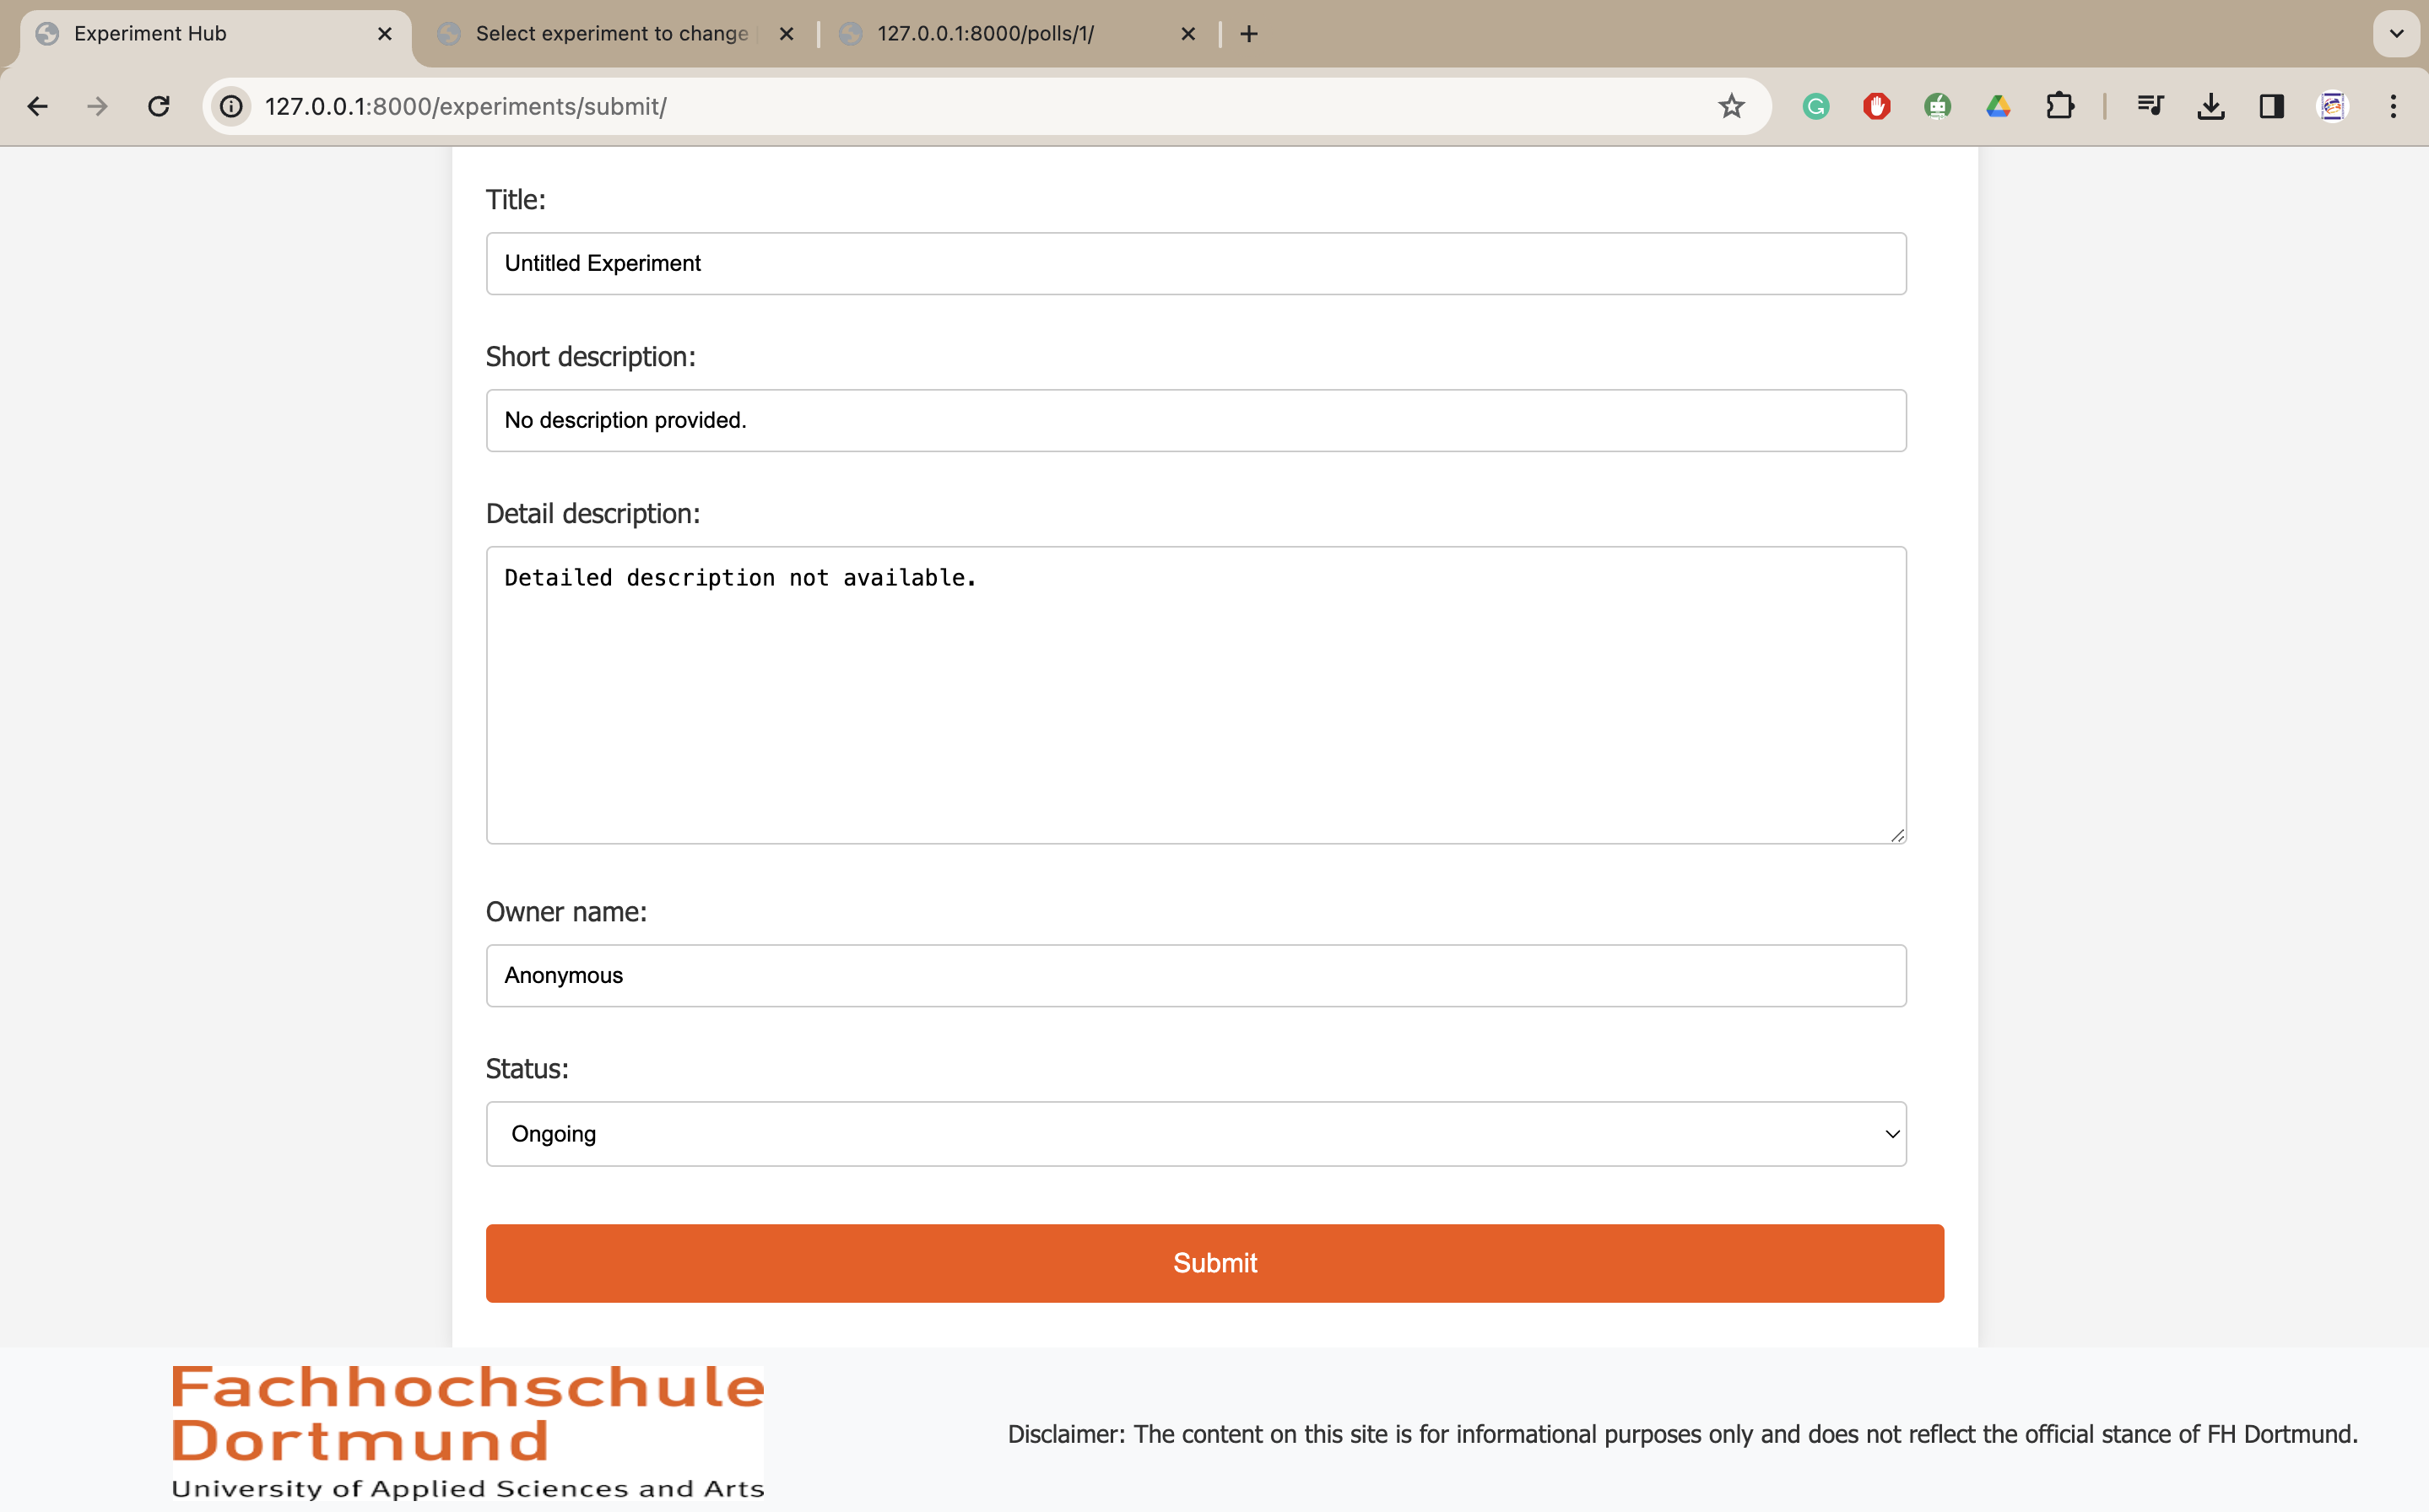 Experiment Hub
Select experiment to change
127.0.0.1:8000/polls/1/
127.0.0.1:8000/experiments/submit/
Title:
Untitled Experiment
Short description:
No description provided.
Detail description:
Detailed description not available.
Owner name:
Anonymous
Status:
Ongoing
Submit
Fachhochschule
Dortmund
University of Applied Sciences and Arts
Disclaimer: The content on this site is for informational purposes only and does not reflect the official stance of FH Dortmund.